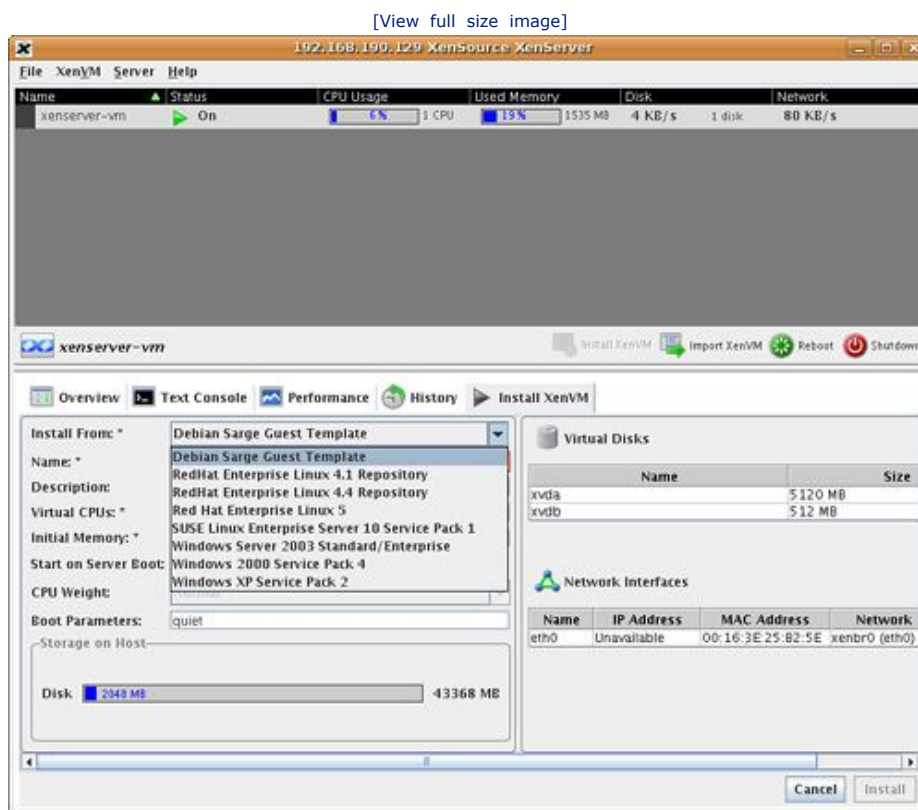 [View full size image]
192.168.190.129 XenSource XenServer
File XenVM Server Help
Name Status CPU Usage Used Memory Disk Network
xenserver-vm On 6% 1 CPU 19% 1535 MB 4 KB/s 1 disk 80 KB/s
xenserver-vm Install XenVM Import XenVM Reboot Shutdown
Overview Text Console Performance History Install XenVM
Install From: * Debian Sarge Guest Template
Name: *
Description:
Virtual CPUs: *
Initial Memory: *
Start on Server Boot:
CPU Weight:
Boot Parameters: quiet
Debian Sarge Guest Template
RedHat Enterprise Linux 4.1 Repository
RedHat Enterprise Linux 4.4 Repository
Red Hat Enterprise Linux 5
SUSE Linux Enterprise Server 10 Service Pack 1
Windows Server 2003 Standard/Enterprise
Windows 2000 Service Pack 4
Windows XP Service Pack 2
Storage on Host
Disk 2048 MB 43368 MB
Virtual Disks
Name Size
xvda 5120 MB
xvdb 512 MB
Network Interfaces
Name IP Address MAC Address Network
eth0 Unavailable 00:16:3E:25:82:5E xenbr0 (eth0)
Cancel Install